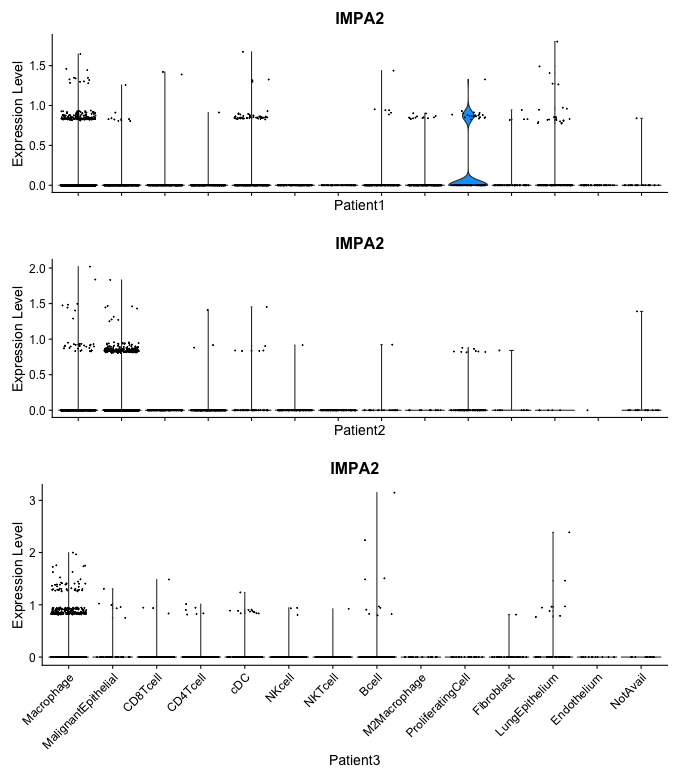 IMPA2
Expression Level
1.5
1.0
0.5
0.0
Patient1
IMPA2
Expression Level
2.0
1.5
1.0
0.5
0.0
Patient2
IMPA2
Expression Level
3
2
1
0
Macrophage
MalignantEpithelial
CD8Tcell
CD4Tcell
cDC
NKcell
NKTcell
Bcell
M2Macrophage
ProliferatingCell
Fibroblast
LungEpithelium
Endothelium
NotAvail
Patient3